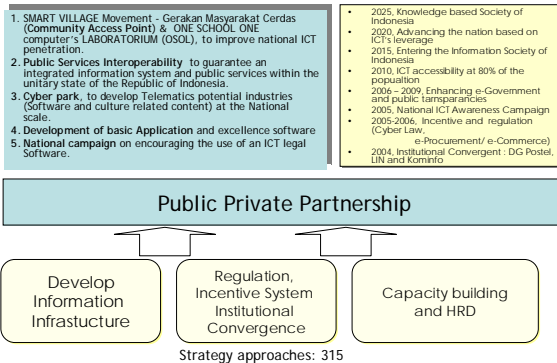 1. SMART VILLAGE Movement - Gerakan Masyarakat Cerdas
(Community Access Point) & ONE SCHOOL ONE
computer's LABORATORIUM (OSOL), to improve national ICT
penetration.
2. Public Services Interoperability to guarantee an
integrated information system and public services within the
unitary state of the Republic of Indonesia.
3. Cyber park, to develop Telematics potential industries
(Software and culture related content) at the National
scale.
4. Development of basic Application and excellence software
5. National campaign on encouraging the use of an ICT legal
Software.
• 2025, Knowledge based Society of
Indonesia
• 2020, Advancing the nation based on
ICT's leverage
• 2015, Entering the Information Society of
Indonesia
• 2010, ICT accessibility at 80% of the
popualtion
• 2006 – 2009, Enhancing e-Government
and public tarnsparancies
• 2005, National ICT Awareness Campaign
• 2005-2006, Incentive and regulation
(Cyber Law,
e-Procurement/ e-Commerce)
• 2004, Institutional Convergent : DG Postel,
LIN and Kominfo
Public Private Partnership
Develop
Information
Infrastucture
Regulation,
Incentive System
Institutional
Convergence
Capacity building
and HRD
Strategy approaches: 315